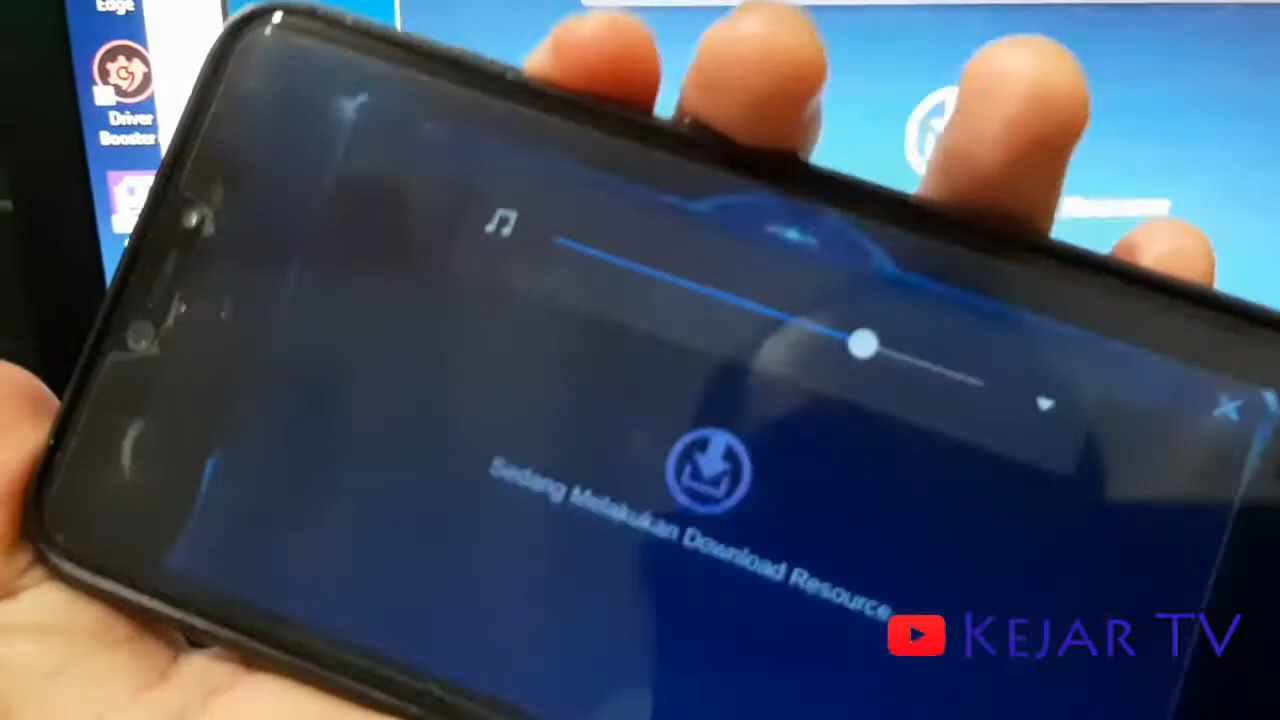 Edge
Driver
Booster
Sedang Melakukan Download Resource
KEJAR TV